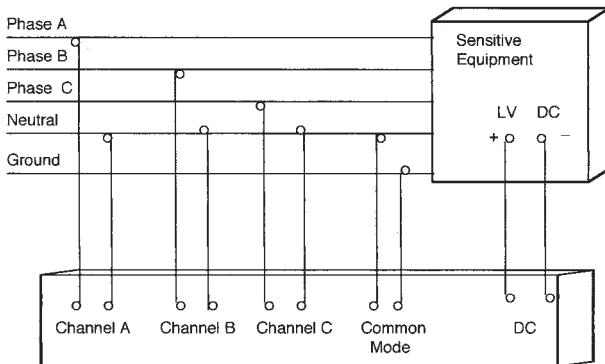 Phase A
Phase B
Phase C
Neutral
Ground
Sensitive
Equipment
LV DC
+ −
Channel A Channel B Channel C Common
Mode
DC